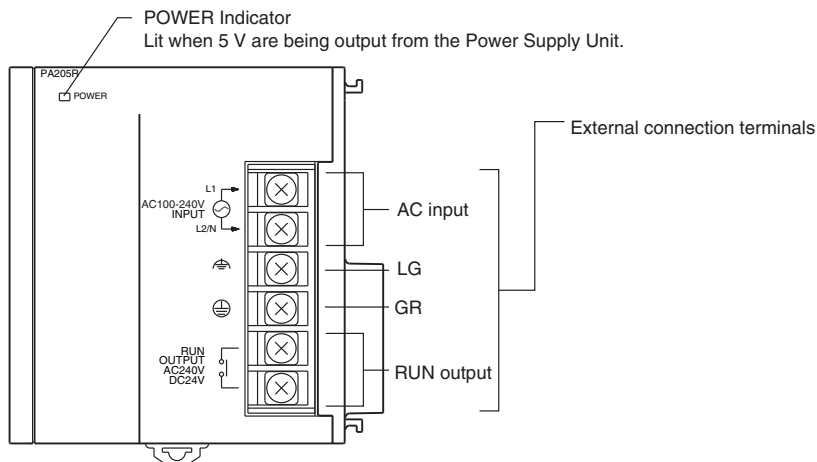 POWER Indicator
Lit when 5 V are being output from the Power Supply Unit.
PA205R
POWER
External connection terminals
L1
AC100-240V
INPUT
L2/N
AC input
LG
GR
RUN
OUTPUT
AC240V
DC24V
RUN output